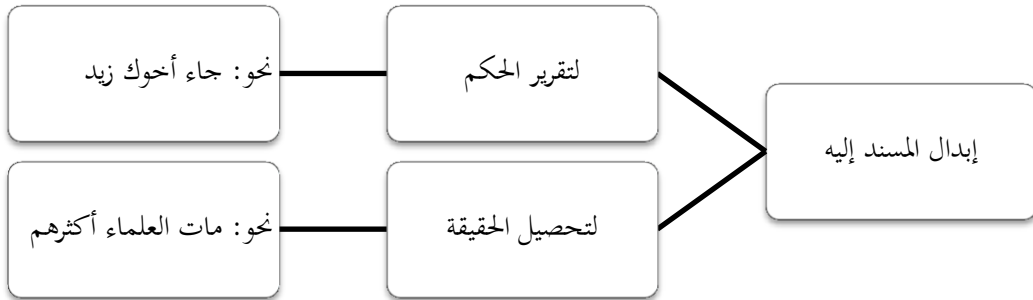 إبدال المسند إليه
لتقرير الحكم
نحو: جاء أخوك زيد
لتحصيل الحقيقة
نحو: مات العلماء أكثرهم